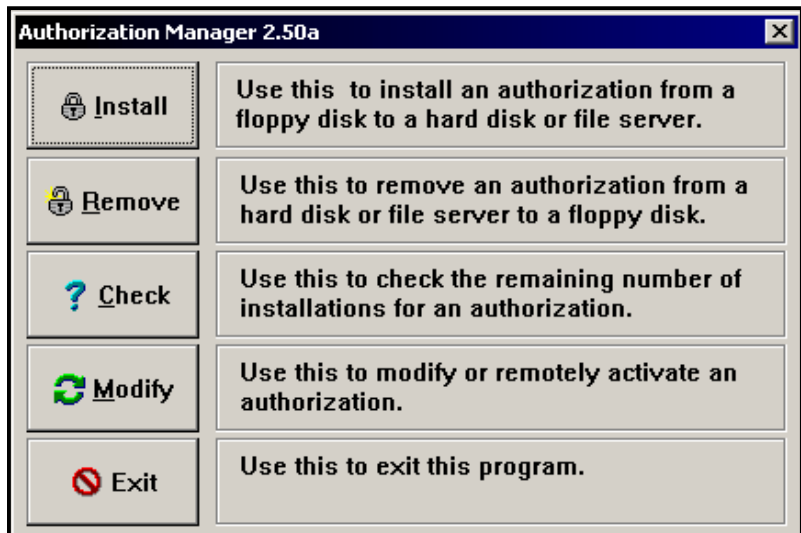 Authorization Manager 2.50a
Install
Use this  to install an authorization from a
floppy disk to a hard disk or file server.
Remove
Use this to remove an authorization from a
hard disk or file server to a floppy disk.
Check
Use this to check the remaining number of
installations for an authorization.
Modify
Use this to modify or remotely activate an
authorization.
Exit
Use this to exit this program.